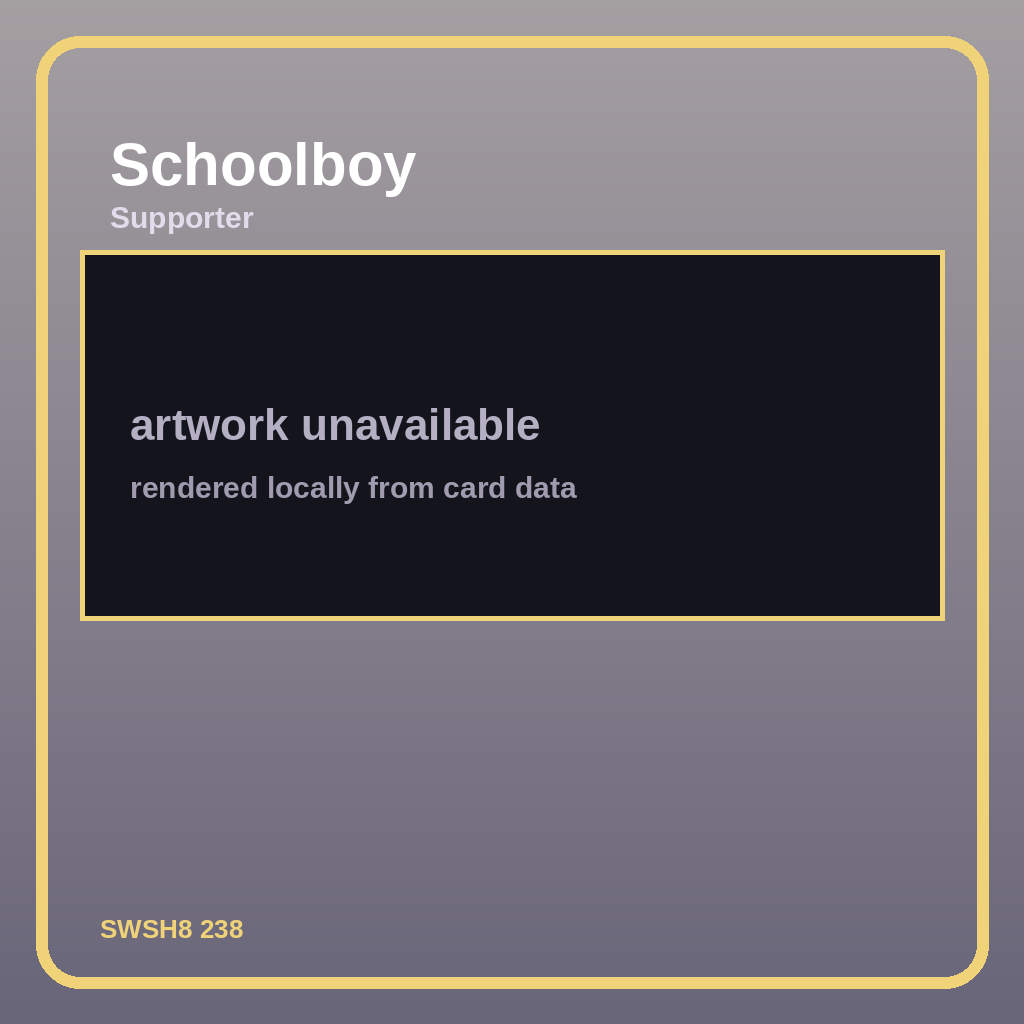 Schoolboy
Supporter
artwork unavailable
rendered locally from card data
SWSH8 238